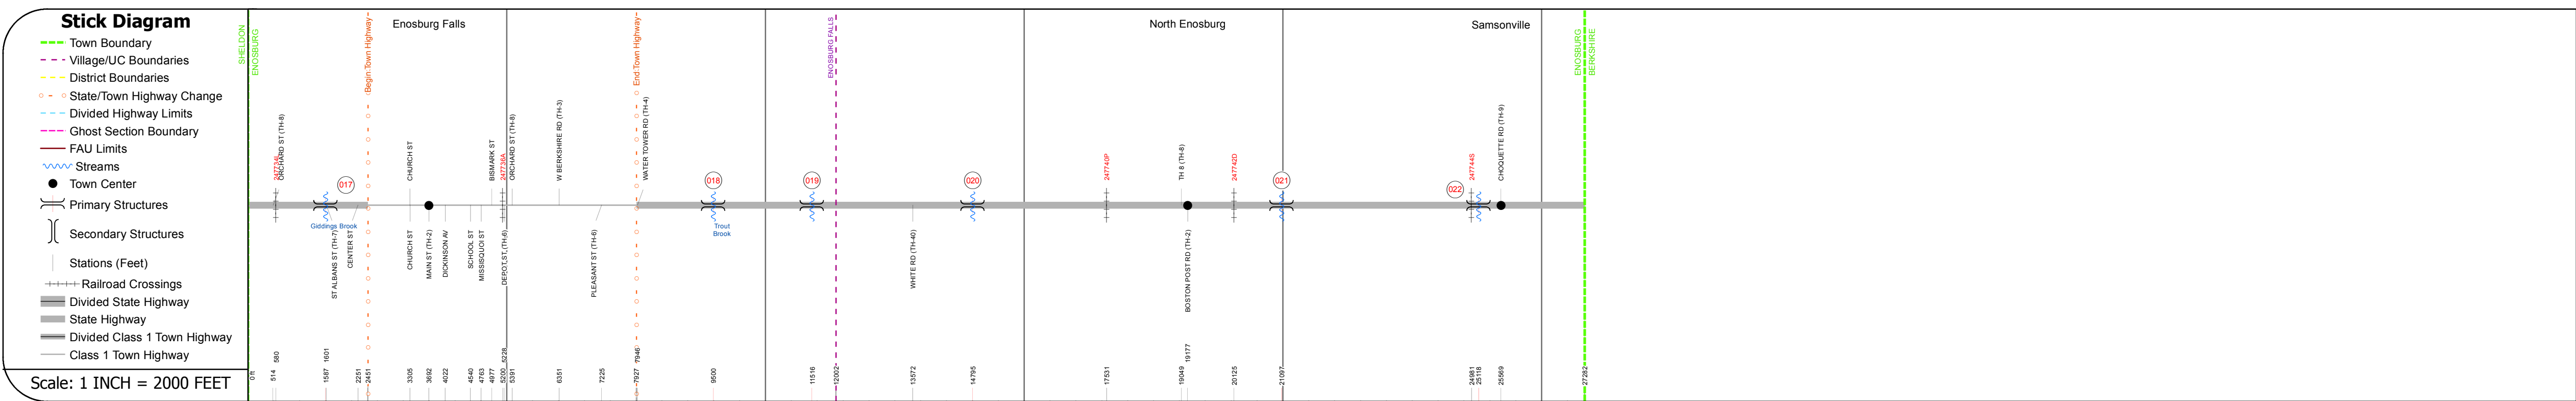 Stick Diagram
Town Boundary
Village/UC Boundaries
District Boundaries
State/Town Highway Change
Divided Highway Limits
Ghost Section Boundary
FAU Limits
Streams
Town Center
Primary Structures
Secondary Structures
Stations (Feet)
Railroad Crossings
Divided State Highway
State Highway
Divided Class 1 Town Highway
Class 1 Town Highway
Scale: 1 INCH = 2000 FEET
SHELDON
ENOSBURG
Enosburg Falls
North Enosburg
Samsonville
Begin:Town Highway
End:Town Highway
ENOSBURG FALLS
ENOSBURG
BERKSHIRE
ORCHARD ST (TH-8)
CHURCH ST
BISMARK ST
247738A
ORCHARD ST (TH-8)
W BERKSHIRE RD (TH-3)
WATER TOWER RD (TH-4)
247740P
TH 8 (TH-8)
247742D
247744S
CHOQUETTE RD (TH-9)
017
018
019
020
021
022
Giddings Brook
Trout
Brook
ST ALBANS ST (TH-7)
CENTER ST
CHURCH ST
MAIN ST (TH-2)
DICKINSON AV
SCHOOL ST
MISSISQUOI ST
DEPOT ST (TH-6)
PLEASANT ST (TH-6)
WHITE RD (TH-40)
BOSTON POST RD (TH-2)
0 ft
514
580
1587
1601
2251
2451
3305
3692
4022
4540
4763
4977
5200
5228
5391
6351
7225
7927
7946
9500
11516
12002
13572
14795
17531
19049
19177
20125
21097
24981
25118
25569
27282